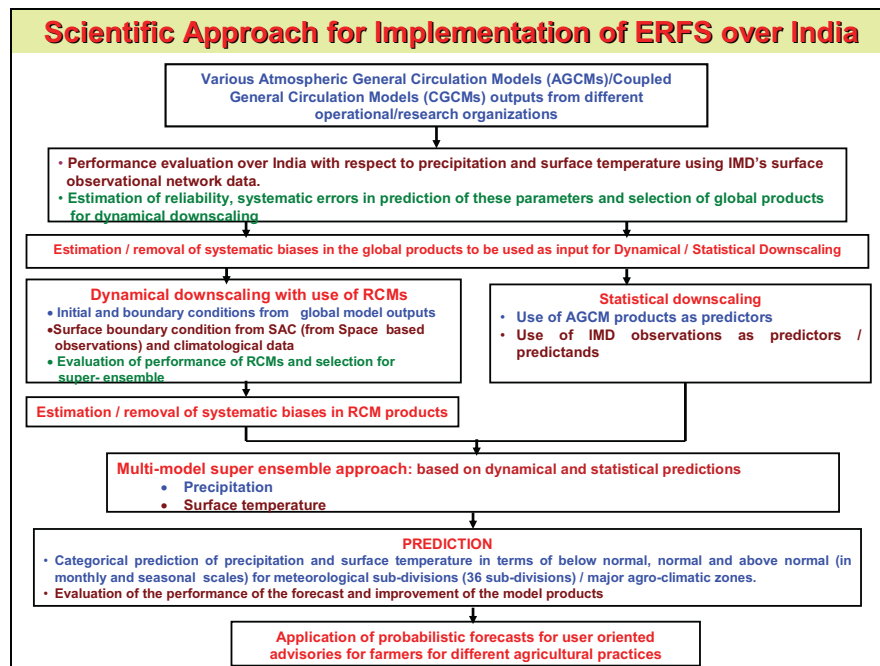 Scientific Approach for Implementation of ERFS over India
Various Atmospheric General Circulation Models (AGCMs)/Coupled
General Circulation Models (CGCMs) outputs from different
operational/research organizations
• Performance evaluation over India with respect to precipitation and surface temperature using IMD's surface
observational network data.
• Estimation of reliability, systematic errors in prediction of these parameters and selection of global products
for dynamical downscaling
Estimation / removal of systematic biases in the global products to be used as input for Dynamical / Statistical Downscaling
Dynamical downscaling with use of RCMs
• Initial and boundary conditions from global model outputs
•Surface boundary condition from SAC (from Space based
observations) and climatological data
• Evaluation of performance of RCMs and selection for
super- ensemble
Statistical downscaling
• Use of AGCM products as predictors
• Use of IMD observations as predictors /
predictands
Estimation / removal of systematic biases in RCM products
Multi-model super ensemble approach: based on dynamical and statistical predictions
• Precipitation
• Surface temperature
PREDICTION
• Categorical prediction of precipitation and surface temperature in terms of below normal, normal and above normal (in
monthly and seasonal scales) for meteorological sub-divisions (36 sub-divisions) / major agro-climatic zones.
• Evaluation of the performance of the forecast and improvement of the model products
Application of probabilistic forecasts for user oriented
advisories for farmers for different agricultural practices